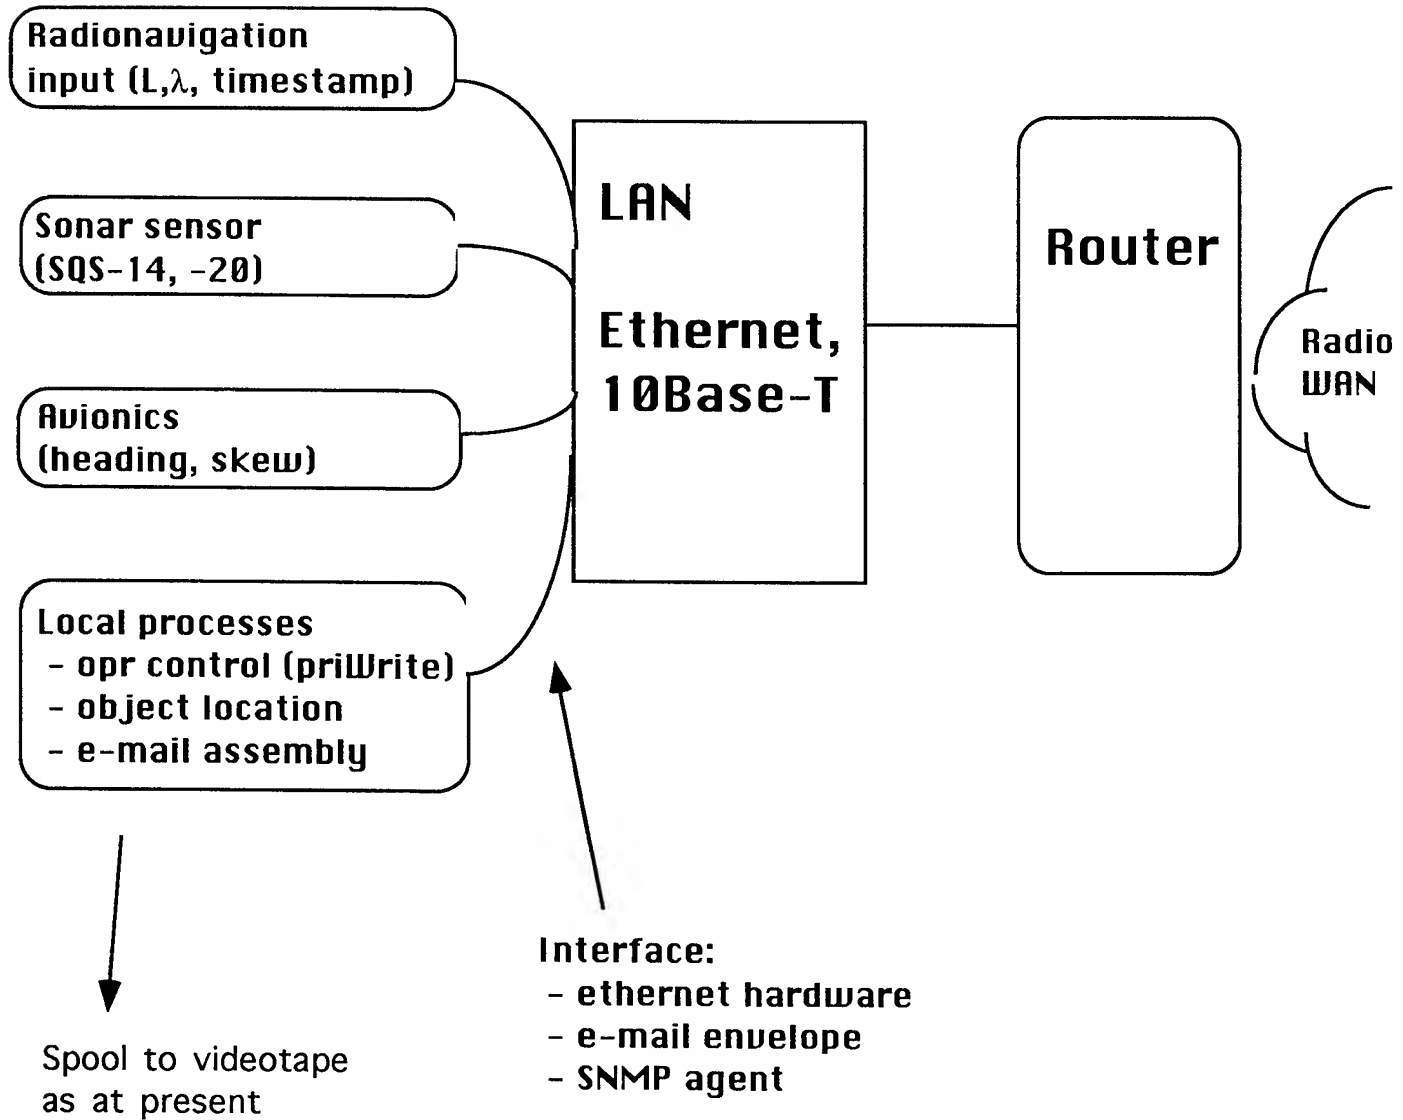 Radionavigation
input (L,λ, timestamp)
Sonar sensor
(SQS-14, -20)
Avionics
(heading, skew)
Local processes
- opr control (priWrite)
- object location
- e-mail assembly
Spool to videotape
as at present
LAN
Ethernet,
10Base-T
Interface:
- ethernet hardware
- e-mail envelope
- SNMP agent
Router
Radio
WAN